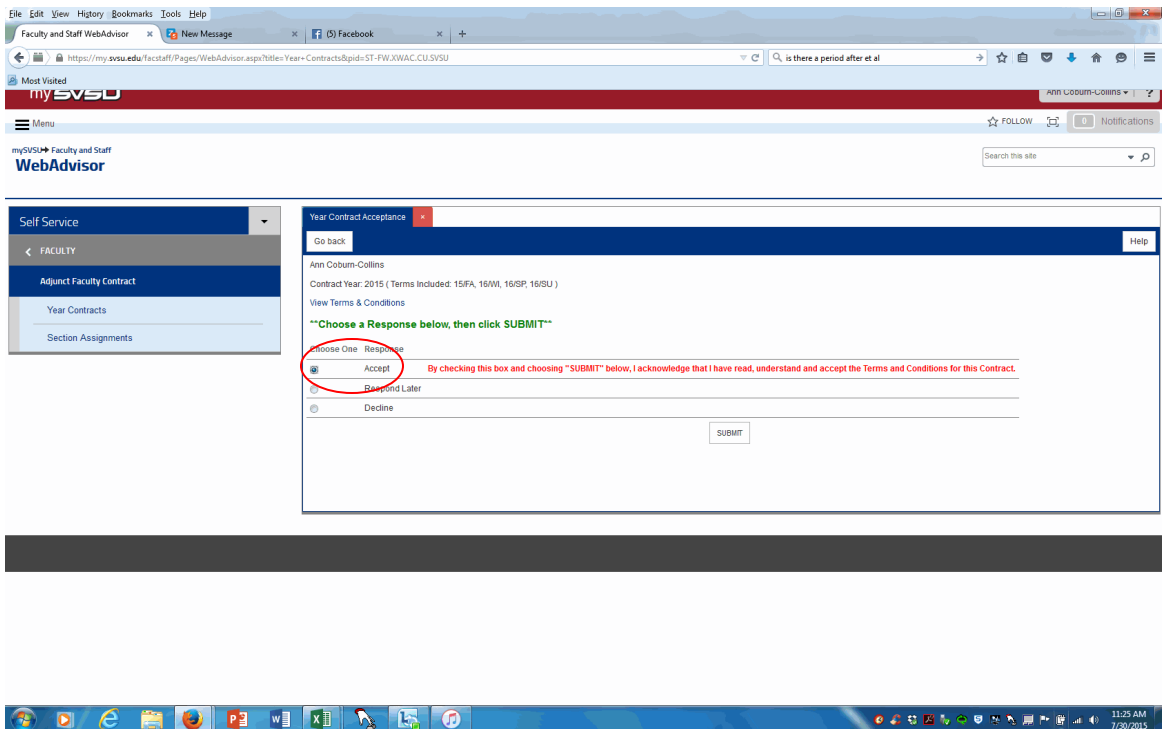 File Edit View History Bookmarks Tools Help
Faculty and Staff WebAdvisor × New Message × (5) Facebook × +
https://my.svsu.edu/facstaff/Pages/WebAdvisor.aspx?title=Year+Contracts&pid=ST-FW.XWAC.CU.SVSU is there a period after et al
Most Visited
my SVSU Ann Coburn-Collins ?
Menu FOLLOW 0 Notifications
mySVSU Faculty and Staff
WebAdvisor
Search this site
Self Service
FACULTY
Adjunct Faculty Contract
Year Contracts
Section Assignments
Year Contract Acceptance ×
Go back Help
Ann Coburn-Collins
Contract Year: 2015 ( Terms Included: 15/FA, 16/WI, 16/SP, 16/SU )
View Terms & Conditions
**Choose a Response below, then click SUBMIT**
Choose One Response
Accept By checking this box and choosing "SUBMIT" below, I acknowledge that I have read, understand and accept the Terms and Conditions for this Contract.
Respond Later
Decline
SUBMIT
11:25 AM
7/30/2015